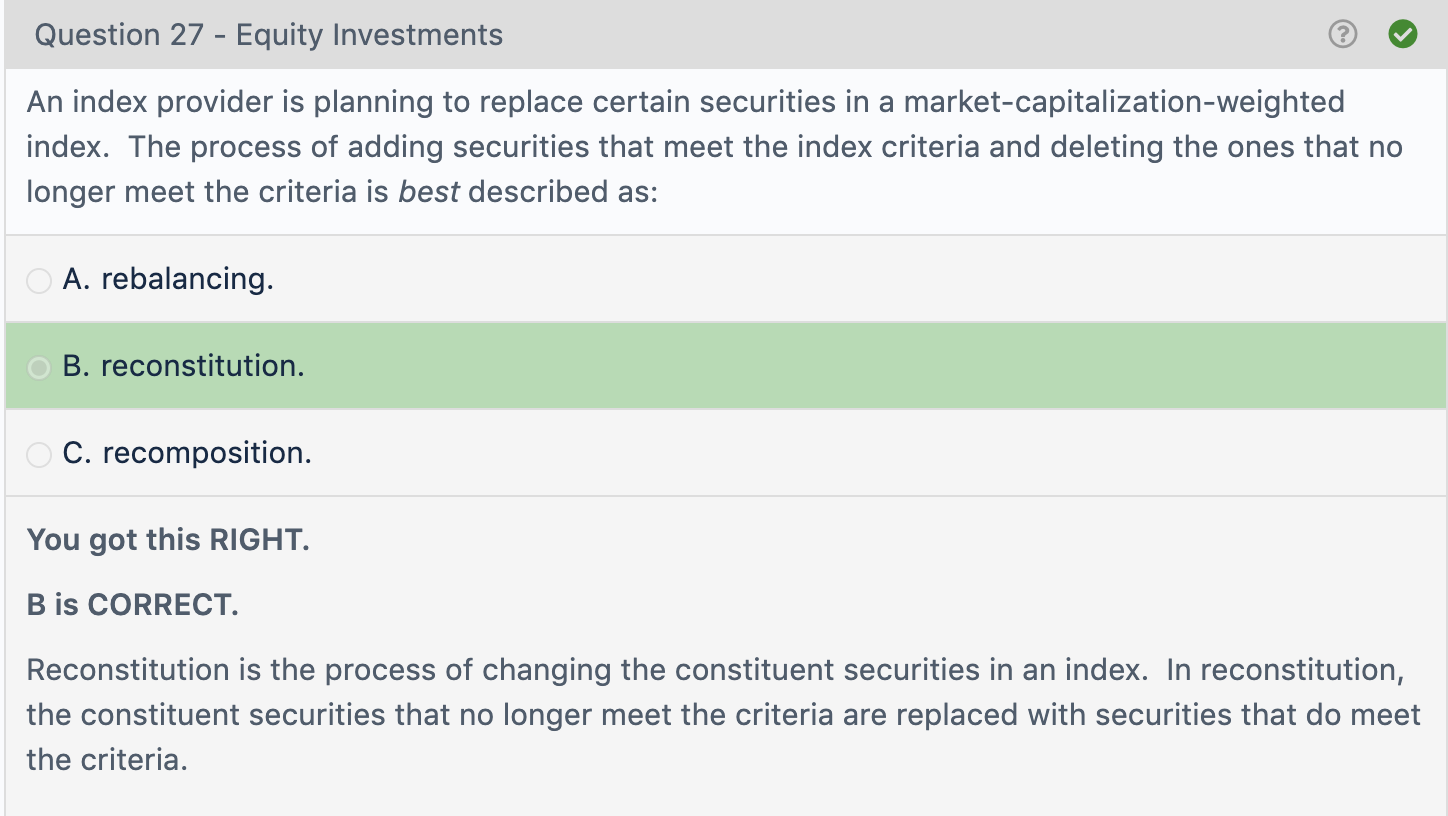 Question 27 - Equity Investments
An index provider is planning to replace certain securities in a market-capitalization-weighted
index.  The process of adding securities that meet the index criteria and deleting the ones that no
longer meet the criteria is best described as:
A. rebalancing.
B. reconstitution.
C. recomposition.
You got this RIGHT.
B is CORRECT.
Reconstitution is the process of changing the constituent securities in an index.  In reconstitution,
the constituent securities that no longer meet the criteria are replaced with securities that do meet
the criteria.